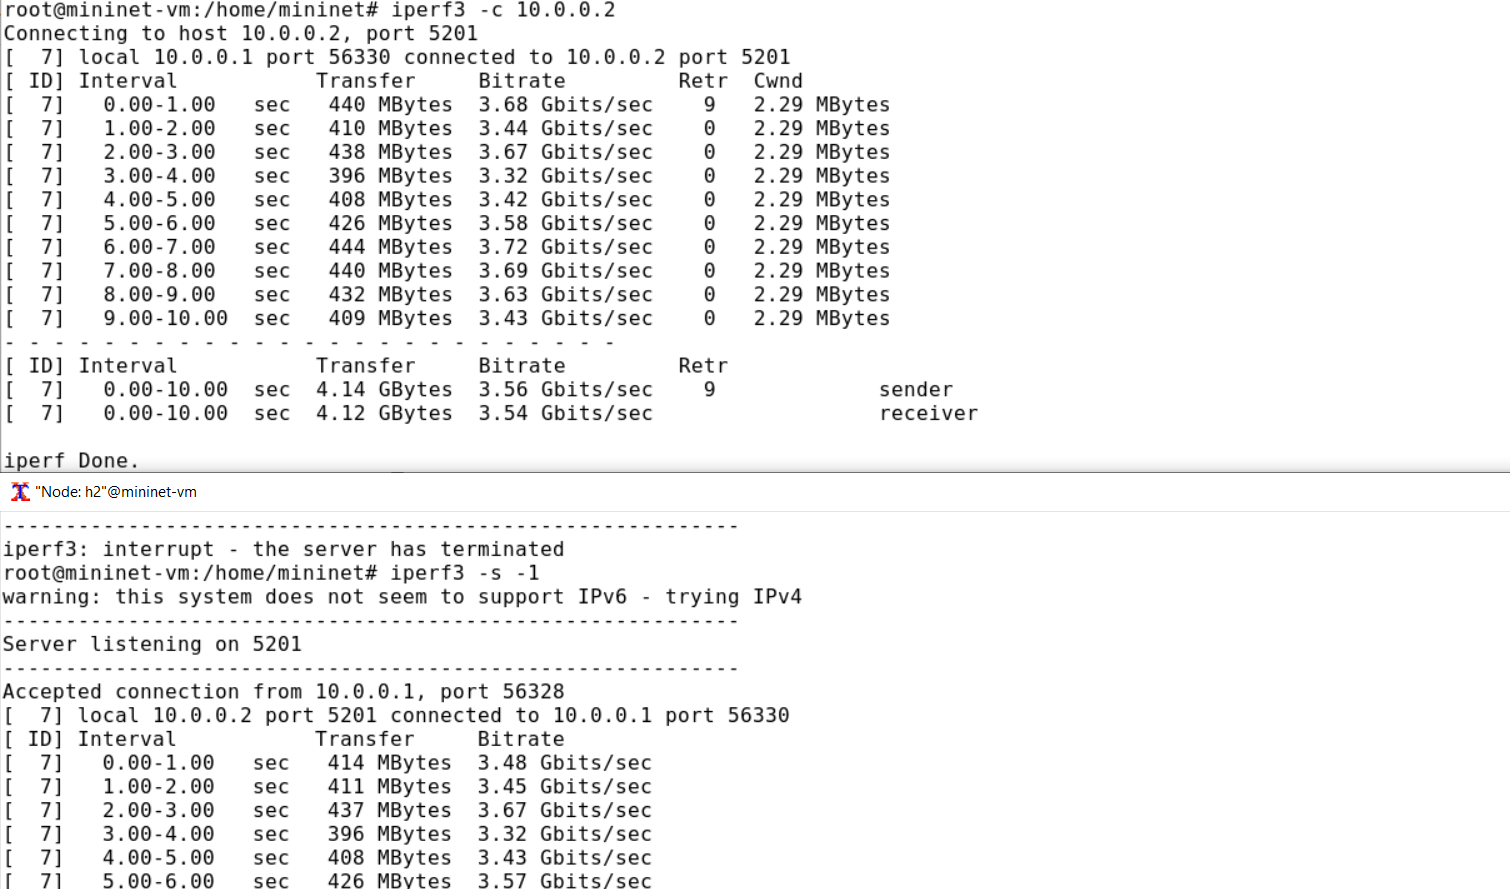 root@mininet-vm:/home/mininet# iperf3 -c 10.0.0.2
Connecting to host 10.0.0.2, port 5201
[  7] local 10.0.0.1 port 56330 connected to 10.0.0.2 port 5201
[ ID] Interval           Transfer     Bitrate         Retr  Cwnd
[  7]   0.00-1.00   sec   440 MBytes  3.68 Gbits/sec    9   2.29 MBytes
[  7]   1.00-2.00   sec   410 MBytes  3.44 Gbits/sec    0   2.29 MBytes
[  7]   2.00-3.00   sec   438 MBytes  3.67 Gbits/sec    0   2.29 MBytes
[  7]   3.00-4.00   sec   396 MBytes  3.32 Gbits/sec    0   2.29 MBytes
[  7]   4.00-5.00   sec   408 MBytes  3.42 Gbits/sec    0   2.29 MBytes
[  7]   5.00-6.00   sec   426 MBytes  3.58 Gbits/sec    0   2.29 MBytes
[  7]   6.00-7.00   sec   444 MBytes  3.72 Gbits/sec    0   2.29 MBytes
[  7]   7.00-8.00   sec   440 MBytes  3.69 Gbits/sec    0   2.29 MBytes
[  7]   8.00-9.00   sec   432 MBytes  3.63 Gbits/sec    0   2.29 MBytes
[  7]   9.00-10.00  sec   409 MBytes  3.43 Gbits/sec    0   2.29 MBytes
- - - - - - - - - - - - - - - - - - - - - - - - -
[ ID] Interval           Transfer     Bitrate         Retr
[  7]   0.00-10.00  sec  4.14 GBytes  3.56 Gbits/sec    9             sender
[  7]   0.00-10.00  sec  4.12 GBytes  3.54 Gbits/sec                  receiver
iperf Done.
"Node: h2"@mininet-vm
-----------------------------------------------------------
iperf3: interrupt - the server has terminated
root@mininet-vm:/home/mininet# iperf3 -s -1
warning: this system does not seem to support IPv6 - trying IPv4
-----------------------------------------------------------
Server listening on 5201
-----------------------------------------------------------
Accepted connection from 10.0.0.1, port 56328
[  7] local 10.0.0.2 port 5201 connected to 10.0.0.1 port 56330
[ ID] Interval           Transfer     Bitrate
[  7]   0.00-1.00   sec   414 MBytes  3.48 Gbits/sec
[  7]   1.00-2.00   sec   411 MBytes  3.45 Gbits/sec
[  7]   2.00-3.00   sec   437 MBytes  3.67 Gbits/sec
[  7]   3.00-4.00   sec   396 MBytes  3.32 Gbits/sec
[  7]   4.00-5.00   sec   408 MBytes  3.43 Gbits/sec
[  7]   5.00-6.00   sec   426 MBytes  3.57 Gbits/sec